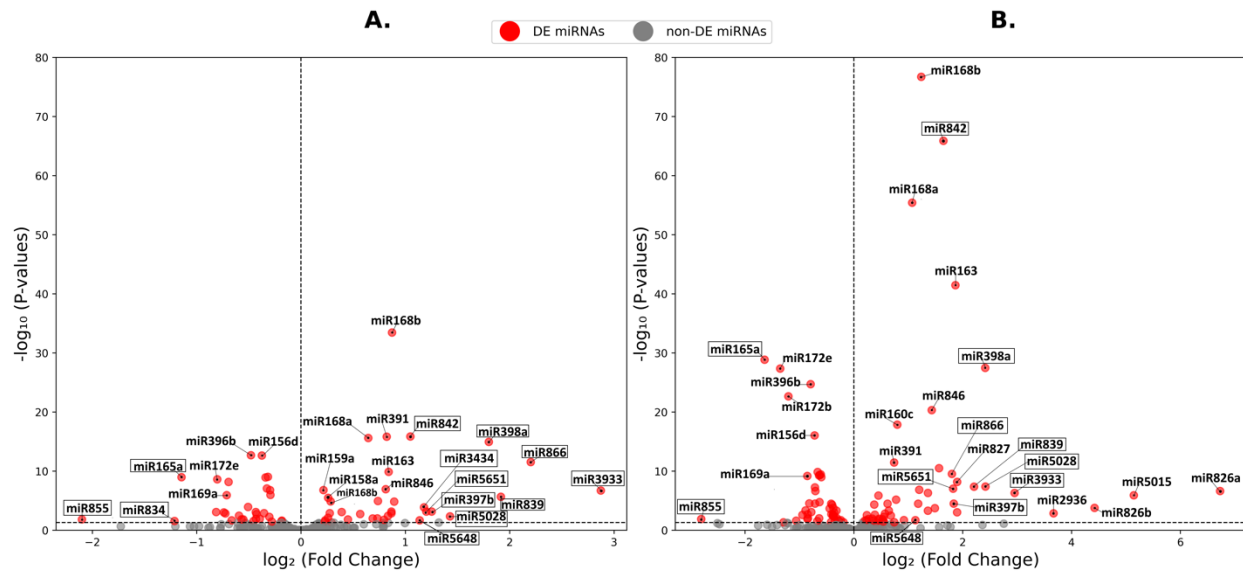 A.
B.
DE miRNAs
non-DE miRNAs
80
70
60
50
40
30
20
10
0
-log₁₀ (P-values)
miR168b
miR168a
miR391
miR842
miR398a
miR396b
miR156d
miR159a
miR163
miR3434
miR866
miR165a
miR172e
miR158a
miR846
miR5651
miR3933
miR169a
miR168b
miR397b
miR855
miR834
miR839
miR5028
miR5648
−2
−1
0
1
2
3
log₂ (Fold Change)
80
70
60
50
40
30
20
10
0
-log₁₀ (P-values)
miR168b
miR842
miR168a
miR163
miR165a
miR172e
miR398a
miR396b
miR846
miR172b
miR160c
miR866
miR156d
miR827
miR839
miR391
miR5028
miR169a
miR5651
miR3933
miR5015
miR826a
miR855
miR2936
miR397b
miR826b
miR5648
−2
0
2
4
6
log₂ (Fold Change)